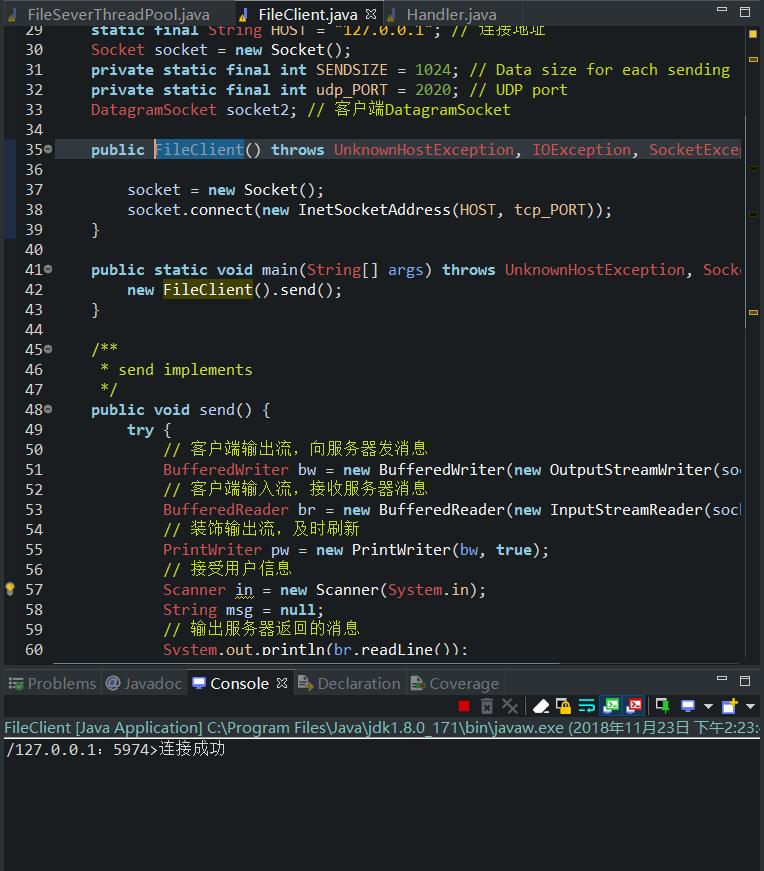 FileSeverThreadPool.java FileClient.java Handler.java
29 static final String HOST = "127.0.0.1"; // 连接地址
30 Socket socket = new Socket();
31 private static final int SENDSIZE = 1024; // Data size for each sending
32 private static final int udp_PORT = 2020; // UDP port
33 DatagramSocket socket2; // 客户端DatagramSocket
34
35 public FileClient() throws UnknownHostException, IOException, SocketExce
36
37 socket = new Socket();
38 socket.connect(new InetSocketAddress(HOST, tcp_PORT));
39 }
40
41 public static void main(String[] args) throws UnknownHostException, Socke
42 new FileClient().send();
43 }
44
45 /**
46 * send implements
47 */
48 public void send() {
49 try {
50 // 客户端输出流，向服务器发消息
51 BufferedWriter bw = new BufferedWriter(new OutputStreamWriter(soc
52 // 客户端输入流，接收服务器消息
53 BufferedReader br = new BufferedReader(new InputStreamReader(sock
54 // 装饰输出流，及时刷新
55 PrintWriter pw = new PrintWriter(bw, true);
56 // 接受用户信息
57 Scanner in = new Scanner(System.in);
58 String msg = null;
59 // 输出服务器返回的消息
60 System.out.println(br.readLine());
Problems Javadoc Console Declaration Coverage
FileClient [Java Application] C:\Program Files\Java\jdk1.8.0_171\bin\javaw.exe (2018年11月23日 下午2:23:
/127.0.0.1：5974>连接成功